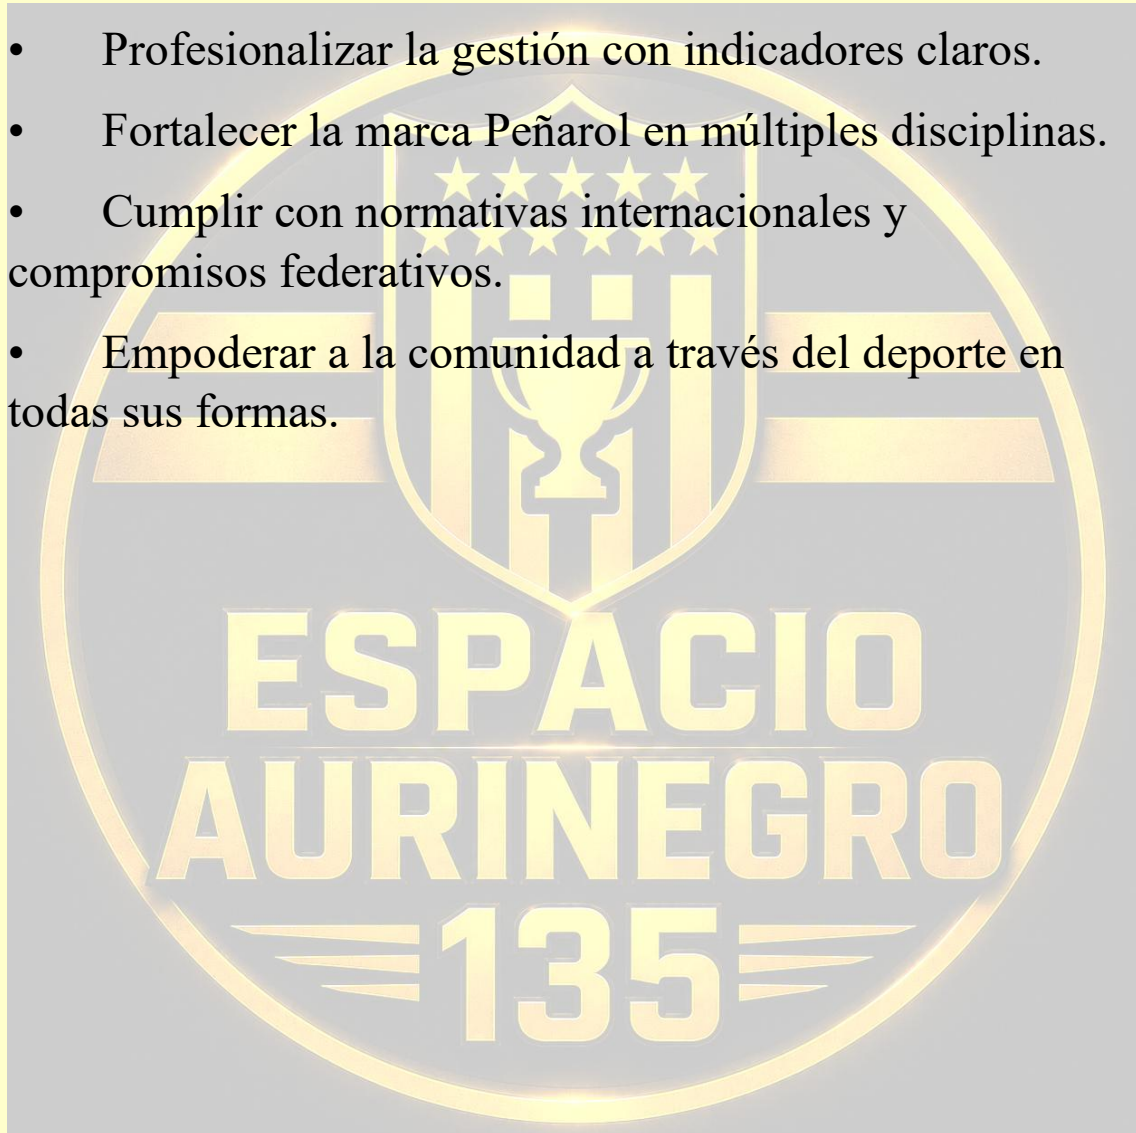 • Profesionalizar la gestión con indicadores claros.
• Fortalecer la marca Peñarol en múltiples disciplinas.
• Cumplir con normativas internacionales y
compromisos federativos.
• Empoderar a la comunidad a través del deporte en
todas sus formas.
ESPACIO
AURINEGRO
135